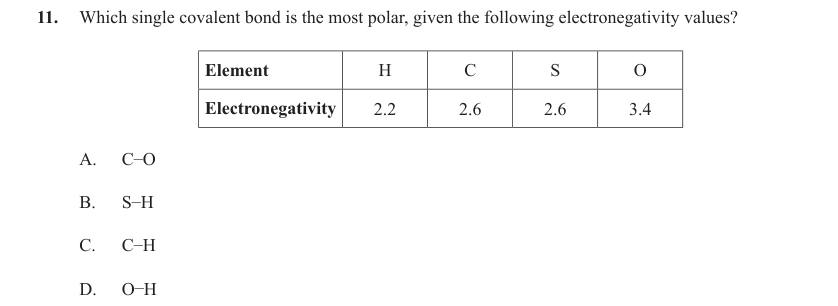 11. Which single covalent bond is the most polar, given the following electronegativity values?
Element H C S O
Electronegativity 2.2 2.6 2.6 3.4
A. C–O
B. S–H
C. C–H
D. O–H